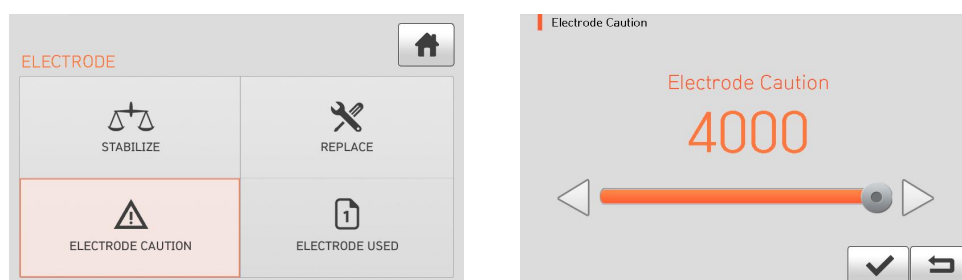 ELECTRODE
STABILIZE
REPLACE
ELECTRODE CAUTION
1
ELECTRODE USED
Electrode Caution
Electrode Caution
4000